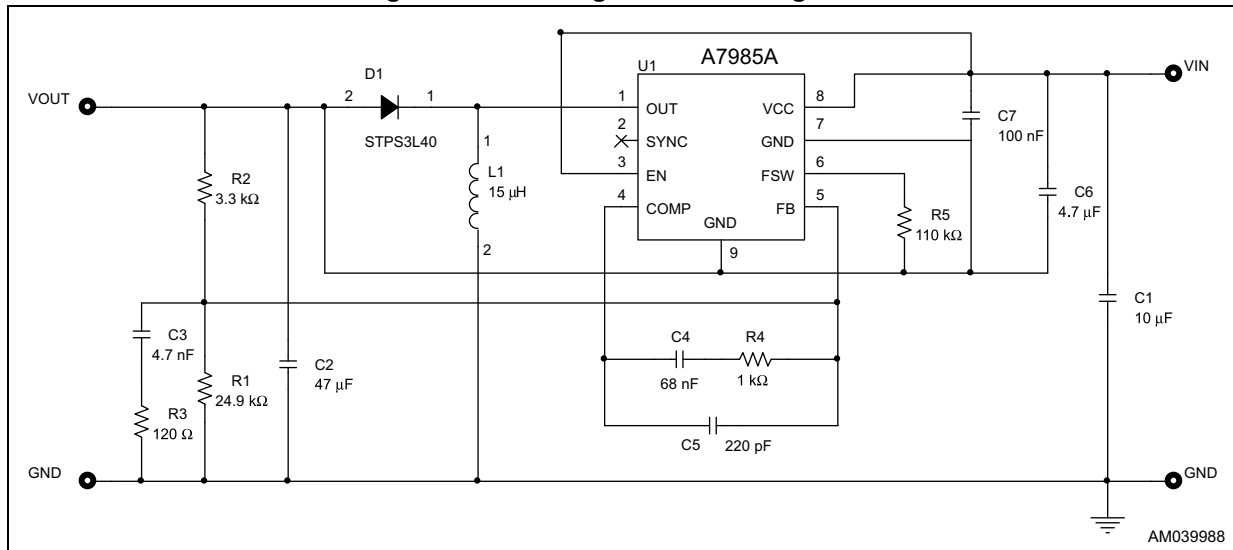 A7985A
U1
VIN
D1
VOUT
2
1
1
OUT
VCC
8
C7
100 nF
STPS3L40
2
SYNC
GND
7
1
L1
15 µH
2
3
EN
FSW
6
R2
3.3 kΩ
C6
4.7 µF
4
COMP
FB
5
R5
110 kΩ
GND
9
C3
4.7 nF
C1
10 µF
C4
68 nF
R4
1 kΩ
C2
47 µF
R1
24.9 kΩ
R3
120 Ω
C5
220 pF
GND
GND
AM039988